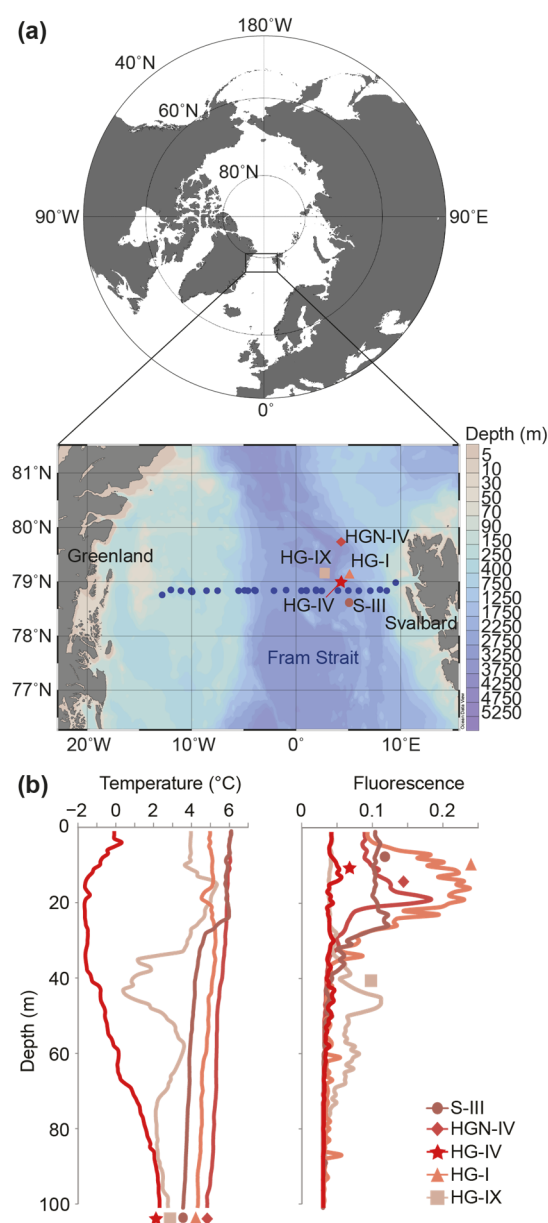 (a)
180˚W
40˚N
60˚N
80˚N
90˚W
90˚E
0˚
Depth (m)
81˚N
80˚N
79˚N
78˚N
77˚N
Greenland
HGN-IV
HG-IX
HG-I
HG-IV
S-III
Svalbard
Fram Strait
20˚W
10˚W
0˚
10˚E
5
10
30
50
70
90
150
250
400
750
1250
1750
2250
2750
3250
3750
4250
4750
5250
(b)
Temperature (°C)
−2 0 2 4 6
Fluorescence
0 0.1 0.2
Depth (m)
0
20
40
60
80
100
S-III
HGN-IV
HG-IV
HG-I
HG-IX